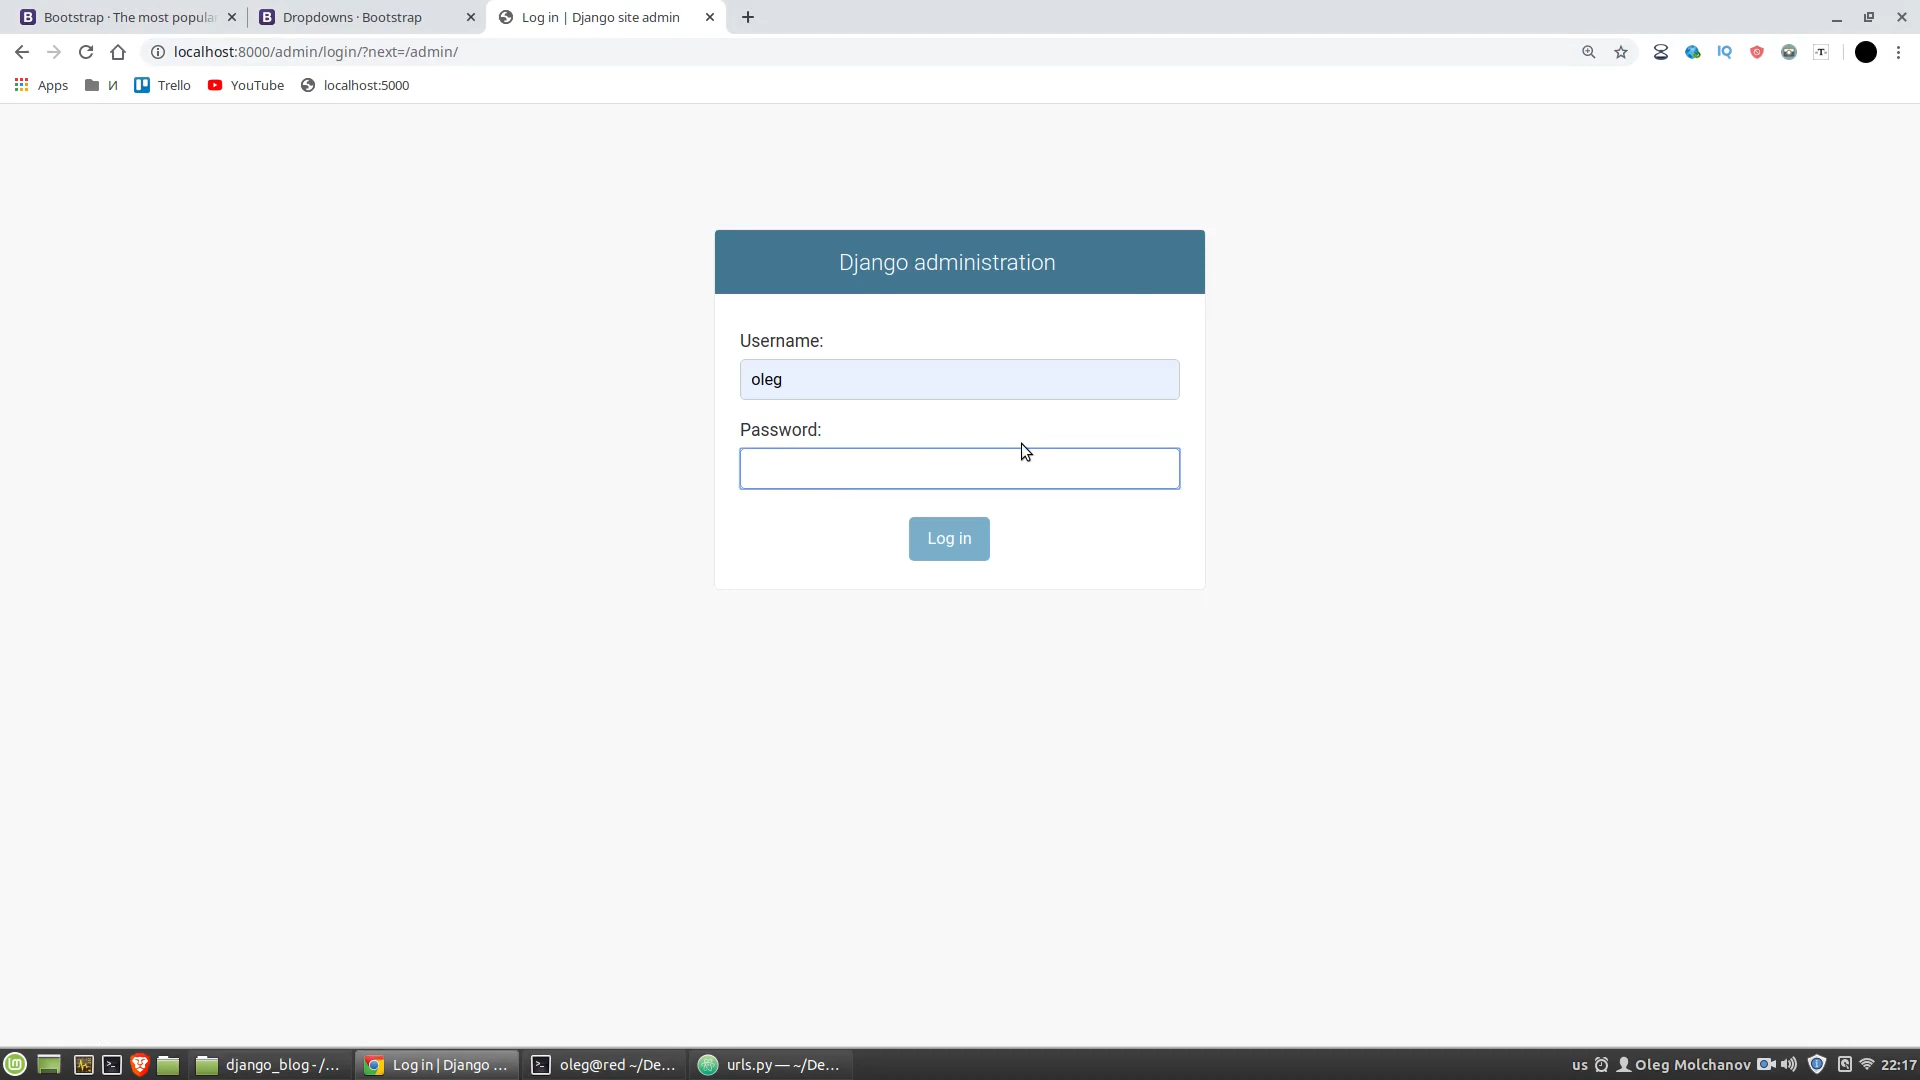 Bootstrap · The most popular
Dropdowns · Bootstrap
Log in | Django site admin
localhost:8000/admin/login/?next=/admin/
IQ
-T-
Apps
И
Trello
YouTube
localhost:5000
Django administration
Username:
oleg
Password:
Log in
django_blog - /...
Log in | Django ...
oleg@red ~/De...
urls.py — ~/De...
us
Oleg Molchanov
22:17